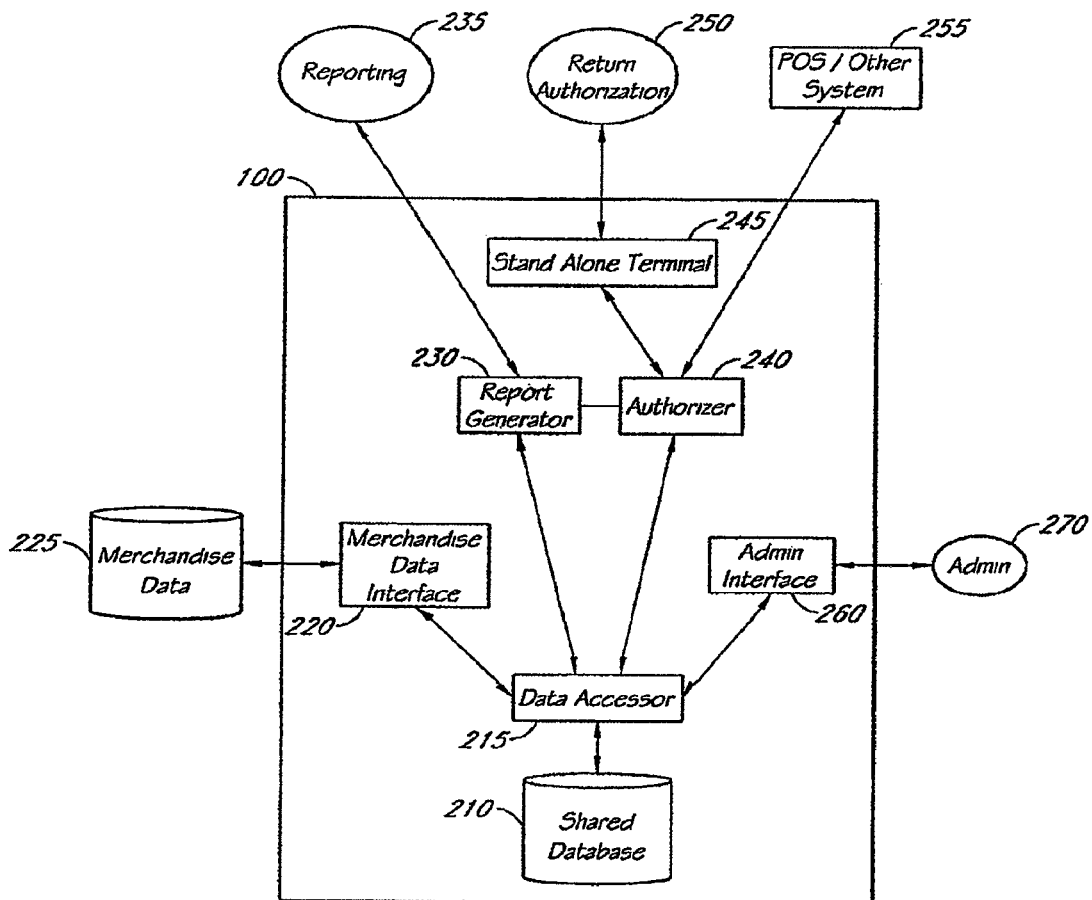 235
250
255
Reporting
Return
Authorization
POS / Other
System
100
245
Stand Alone Terminal
230
240
Report
Generator
Authorizer
225
Merchandise
Data
Merchandise
Data
Interface
220
Admin
Interface
260
270
Admin
Data Accessor
215
210
Shared
Database